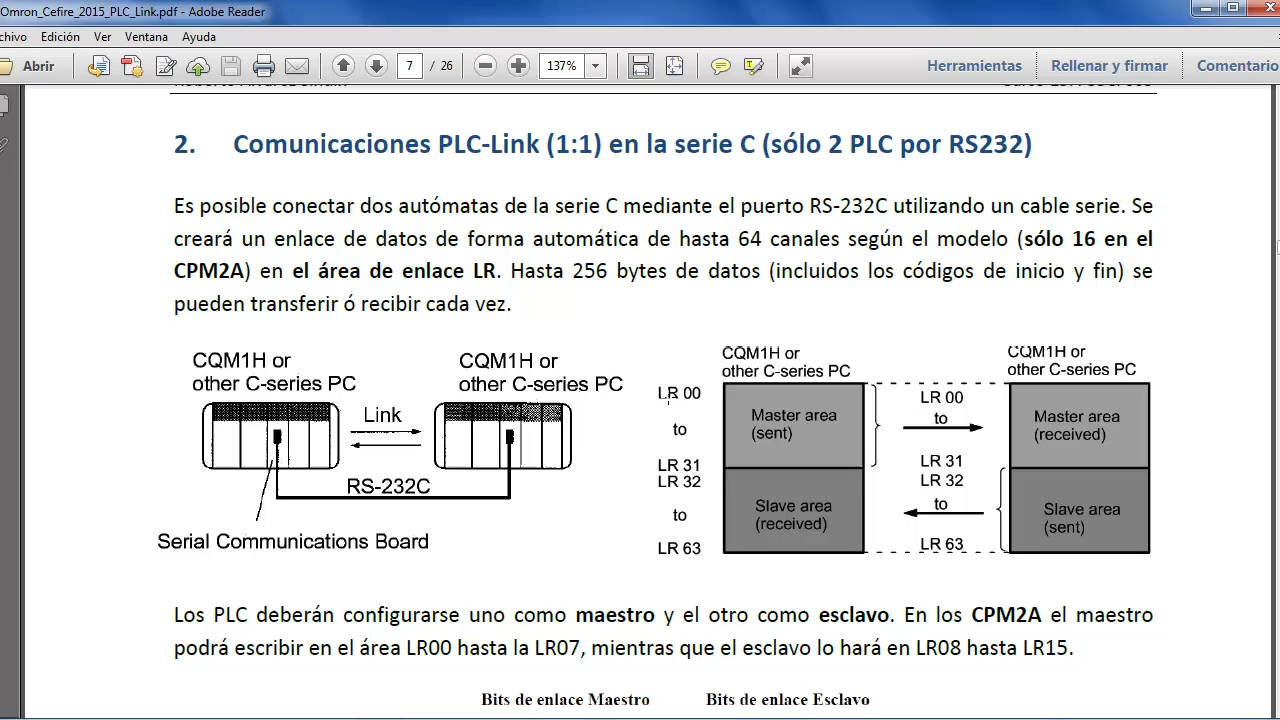 Omron_Cefire_2015_PLC_Link.pdf - Adobe Reader
chivo Edición Ver Ventana Ayuda
Abrir 7 / 26 137% Herramientas Rellenar y firmar Comentario
2. Comunicaciones PLC-Link (1:1) en la serie C (sólo 2 PLC por RS232)
Es posible conectar dos autómatas de la serie C mediante el puerto RS-232C utilizando un cable serie. Se
creará un enlace de datos de forma automática de hasta 64 canales según el modelo (sólo 16 en el
CPM2A) en el área de enlace LR. Hasta 256 bytes de datos (incluidos los códigos de inicio y fin) se
pueden transferir ó recibir cada vez.
CQM1H or
other C-series PC
CQM1H or
other C-series PC
Link
RS-232C
Serial Communications Board
CQM1H or
other C-series PC
CQM1H or
other C-series PC
LR 00
to
LR 31
LR 32
to
LR 63
Master area
(sent)
Slave area
(received)
LR 00
to
LR 31
LR 32
to
LR 63
Master area
(received)
Slave area
(sent)
Los PLC deberán configurarse uno como maestro y el otro como esclavo. En los CPM2A el maestro
podrá escribir en el área LR00 hasta la LR07, mientras que el esclavo lo hará en LR08 hasta LR15.
Bits de enlace Maestro Bits de enlace Esclavo